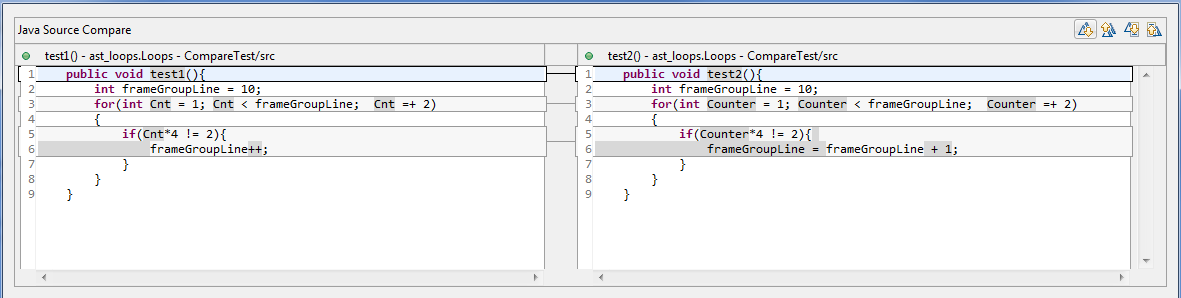 Java Source Compare
test1() - ast_loops.Loops - CompareTest/src
1 public void test1(){
2 int frameGroupLine = 10;
3 for(int Cnt = 1; Cnt < frameGroupLine;  Cnt =+ 2)
4 {
5 if(Cnt*4 != 2){
6 frameGroupLine++;
7 }
8 }
9 }
test2() - ast_loops.Loops - CompareTest/src
1 public void test2(){
2 int frameGroupLine = 10;
3 for(int Counter = 1; Counter < frameGroupLine;  Counter =+ 2)
4 {
5 if(Counter*4 != 2){
6 frameGroupLine = frameGroupLine + 1;
7 }
8 }
9 }